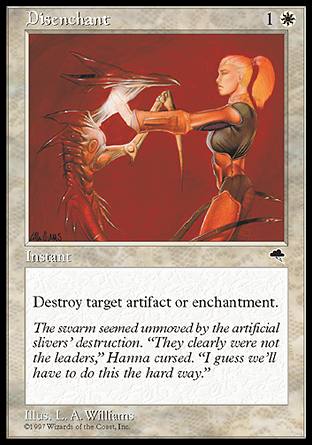 Disenchant 1
L.A. WILLIAMS
Instant
Destroy target artifact or enchantment.
The swarm seemed unmoved by the artificial
slivers' destruction. "They clearly were not
the leaders," Hanna cursed. "I guess we'll
have to do this the hard way."
Illus. L. A. Williams
©1997 Wizards of the Coast, Inc.